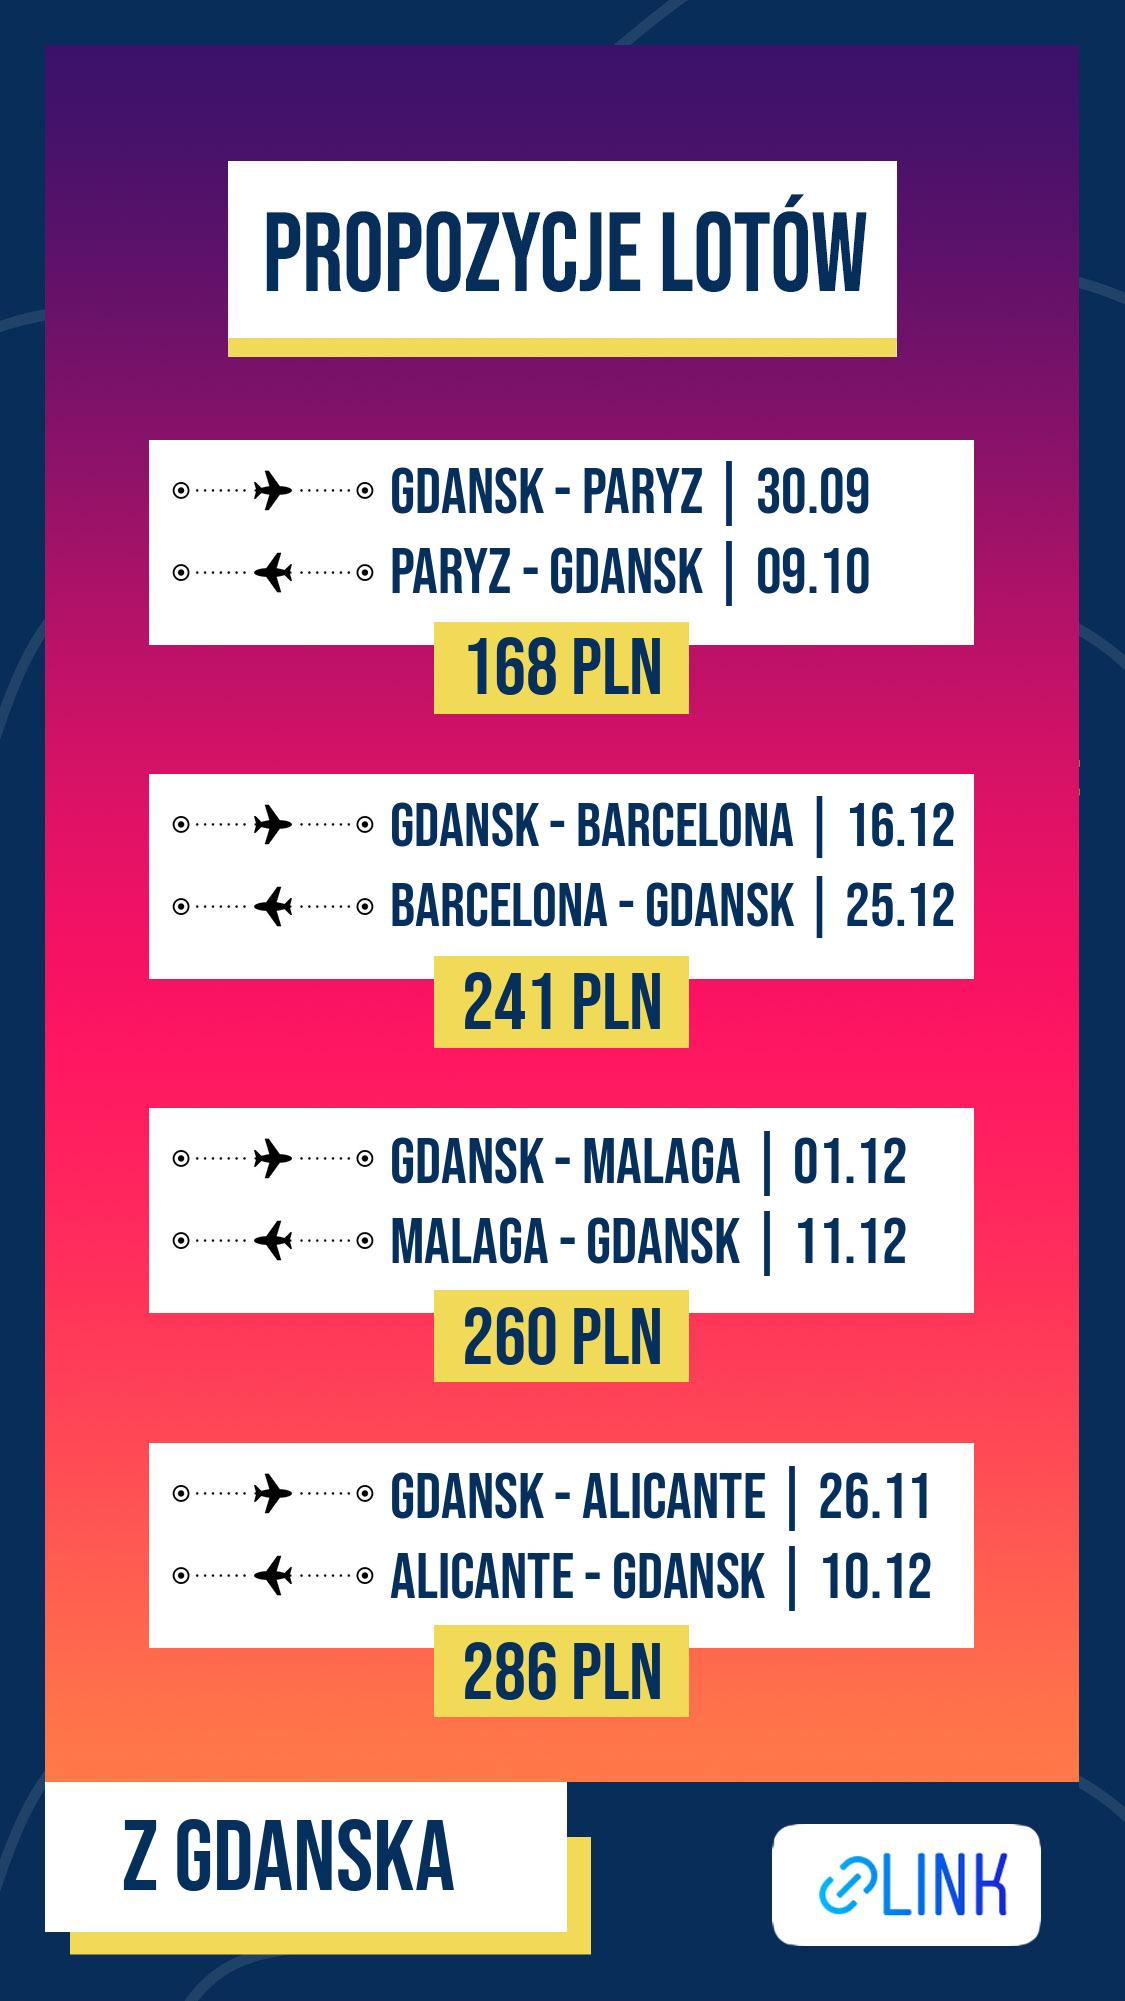 PROPOZYCJE LOTÓW
GDANSK - PARYZ | 30.09
PARYZ - GDANSK | 09.10
168 PLN
GDANSK - BARCELONA | 16.12
BARCELONA - GDANSK | 25.12
241 PLN
GDANSK - MALAGA | 01.12
MALAGA - GDANSK | 11.12
260 PLN
GDANSK - ALICANTE | 26.11
ALICANTE - GDANSK | 10.12
286 PLN
Z GDANSKA
LINK